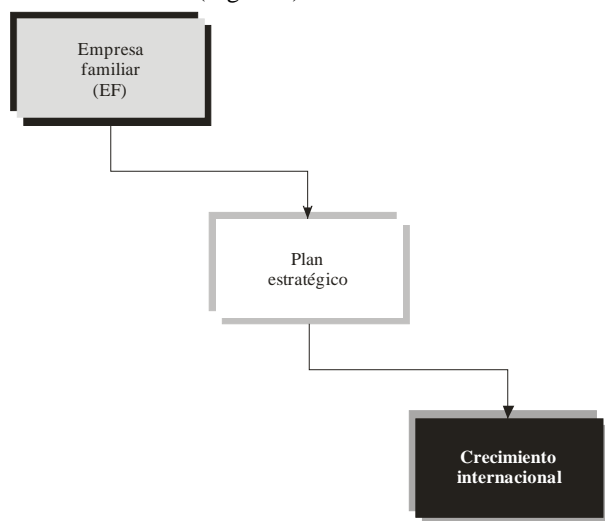 Empresa
familiar
(EF)
Plan
estratégico
Crecimiento
internacional